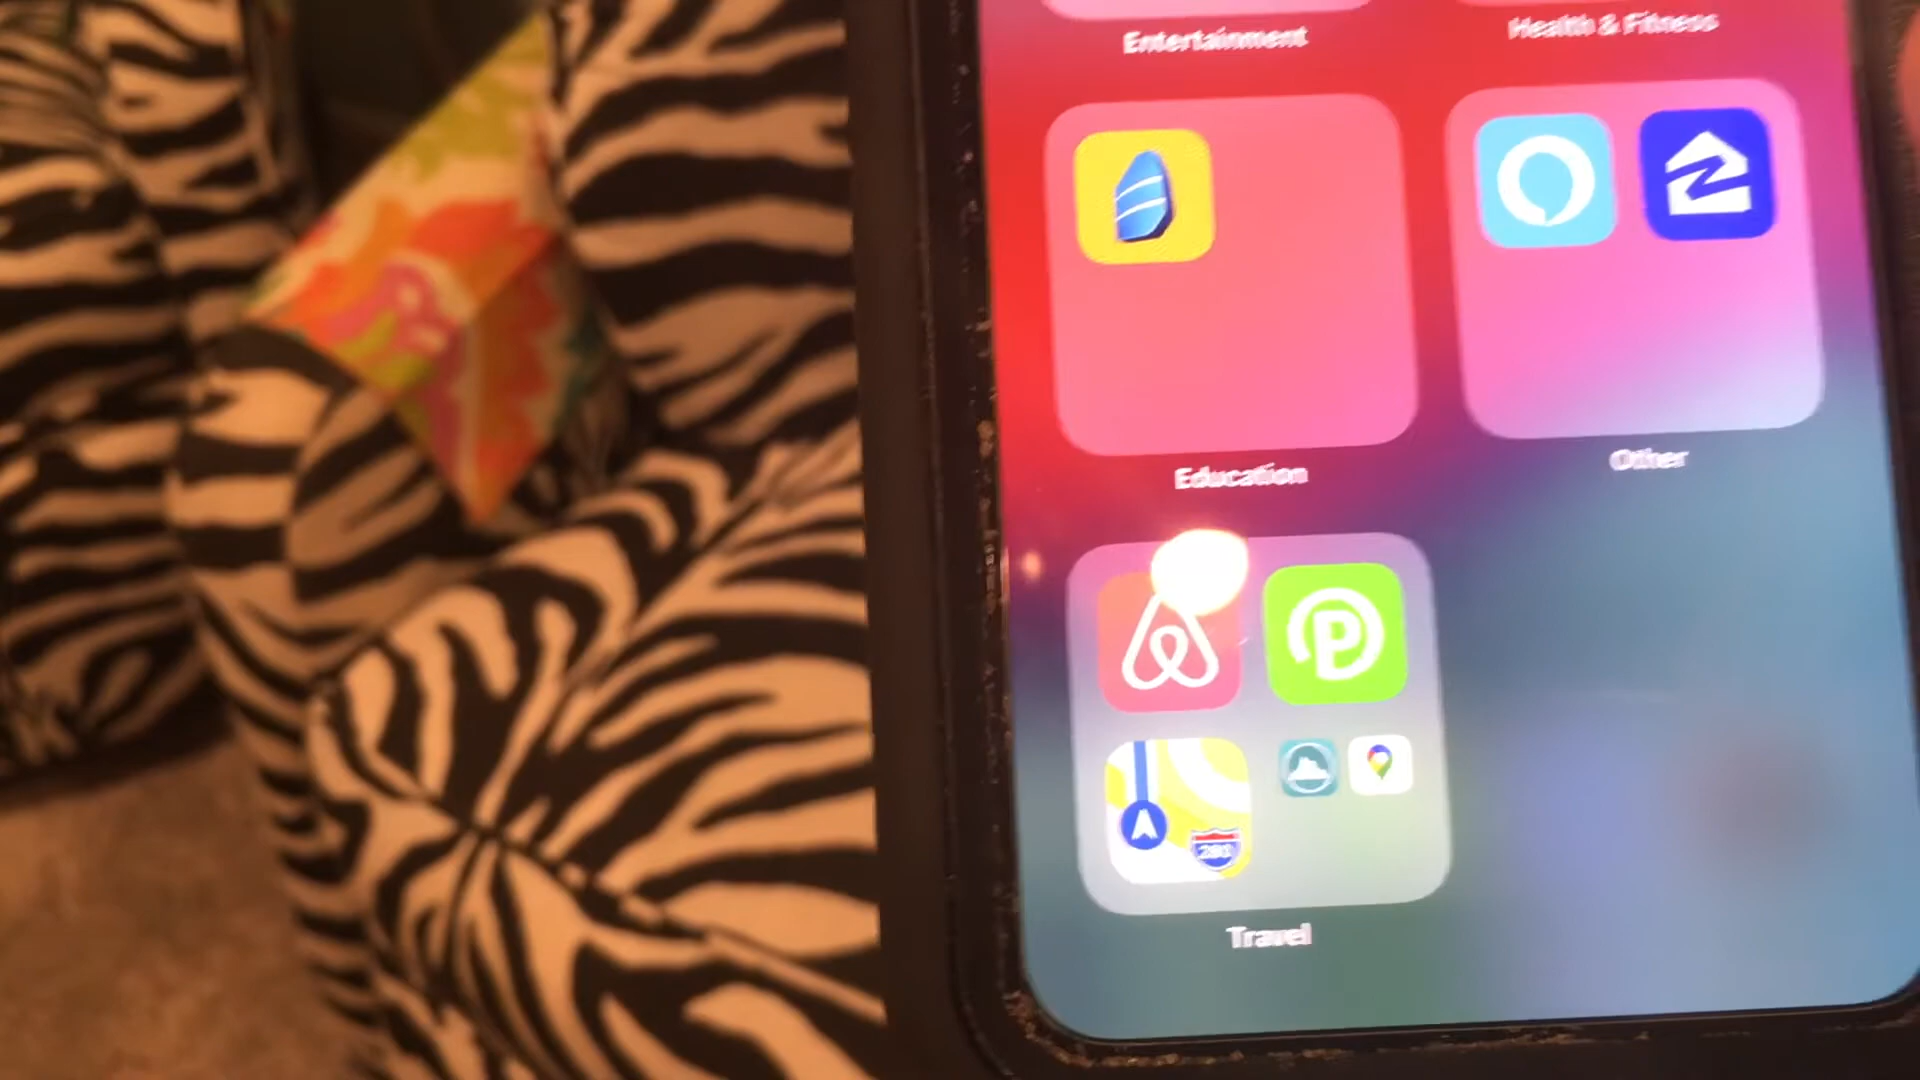 Entertainment
Health & Fitness
Education
Other
P
Travel